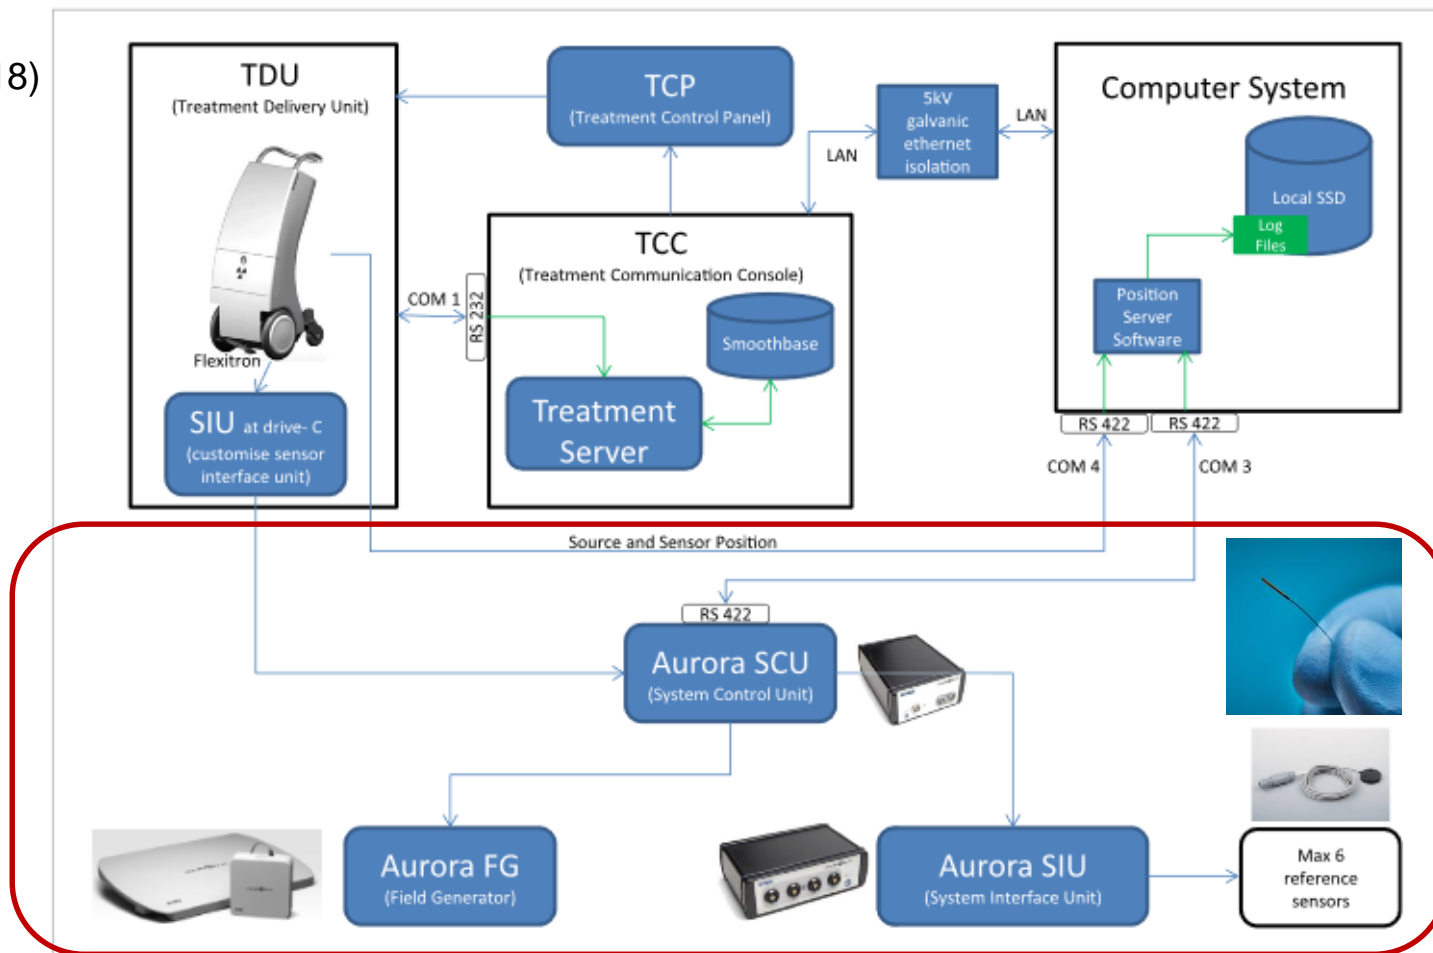 8)
TDU
(Treatment Delivery Unit)
Flexitron
SIU at drive- C
(customise sensor
interface unit)
TCP
(Treatment Control Panel)
COM 1
RS 232
TCC
(Treatment Communication Console)
Smoothbase
Treatment
Server
LAN
5kV
galvanic
ethernet
isolation
LAN
Computer System
Local SSD
Log
Files
Position
Server
Software
RS 422
RS 422
COM 4
COM 3
Source and Sensor Position
RS 422
Aurora SCU
(System Control Unit)
Aurora FG
(Field Generator)
Aurora SIU
(System Interface Unit)
Max 6
reference
sensors